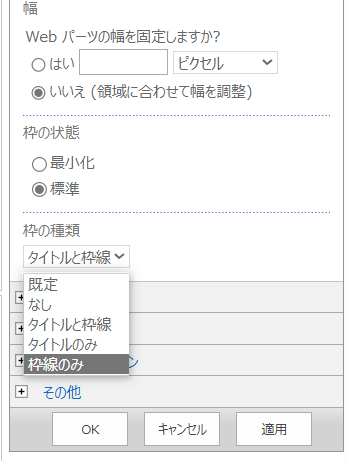 幅
Web パーツの幅を固定しますか?
はい
ピクセル
いいえ (領域に合わせて幅を調整)
枠の状態
最小化
標準
枠の種類
タイトルと枠線
既定
なし
タイトルと枠線
タイトルのみ
枠線のみ
ン
その他
OK
キャンセル
適用